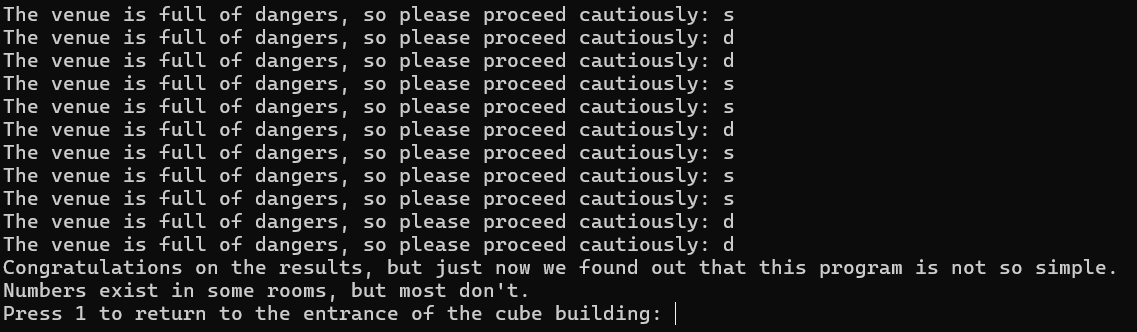 The venue is full of dangers, so please proceed cautiously: s
The venue is full of dangers, so please proceed cautiously: d
The venue is full of dangers, so please proceed cautiously: d
The venue is full of dangers, so please proceed cautiously: s
The venue is full of dangers, so please proceed cautiously: s
The venue is full of dangers, so please proceed cautiously: d
The venue is full of dangers, so please proceed cautiously: s
The venue is full of dangers, so please proceed cautiously: s
The venue is full of dangers, so please proceed cautiously: s
The venue is full of dangers, so please proceed cautiously: d
The venue is full of dangers, so please proceed cautiously: d
Congratulations on the results, but just now we found out that this program is not so simple.
Numbers exist in some rooms, but most don't.
Press 1 to return to the entrance of the cube building: